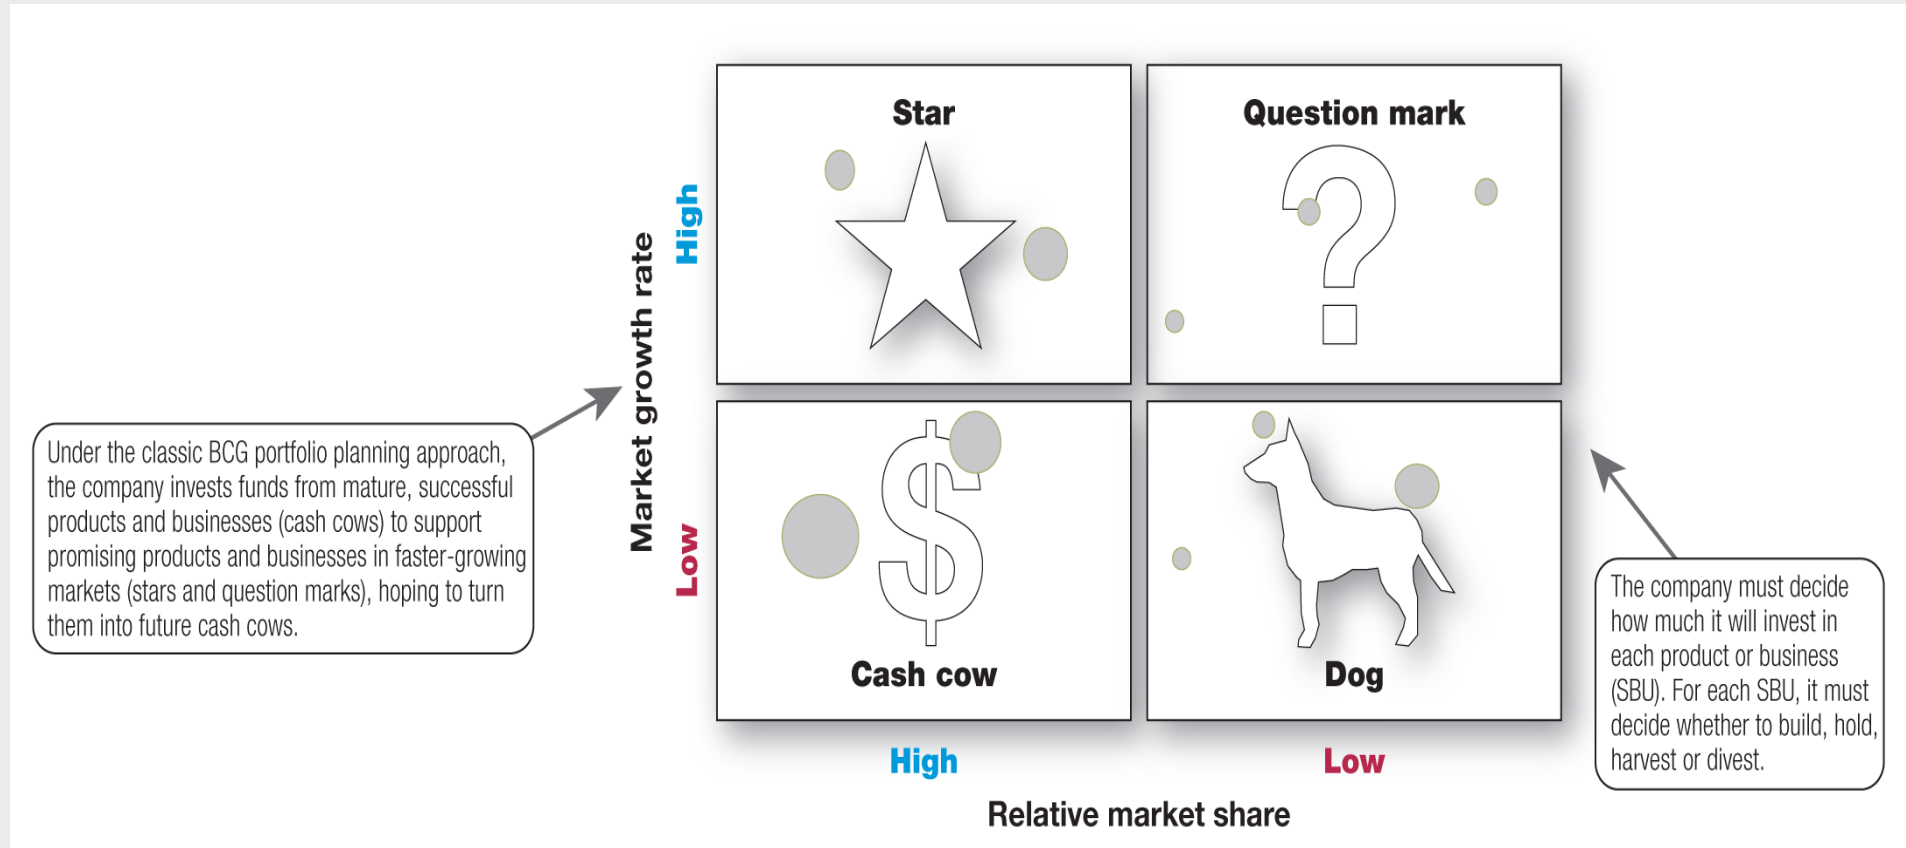 Star
Question mark
High
Market growth rate
Low
Under the classic BCG portfolio planning approach,
the company invests funds from mature, successful
products and businesses (cash cows) to support
promising products and businesses in faster-growing
markets (stars and question marks), hoping to turn
them into future cash cows.
$
Cash cow
Dog
The company must decide
how much it will invest in
each product or business
(SBU). For each SBU, it must
decide whether to build, hold,
harvest or divest.
High
Low
Relative market share